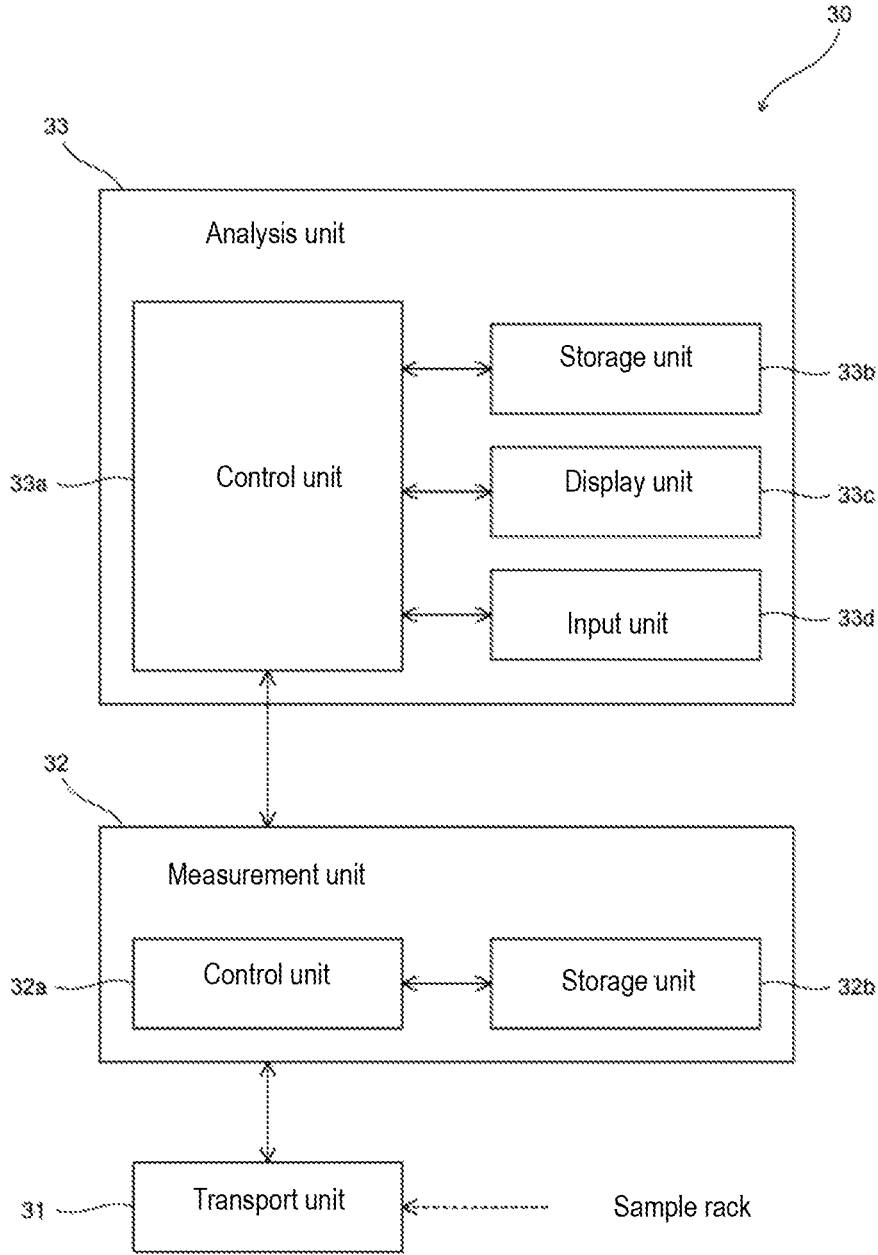 30
33
Analysis unit
Storage unit
33b
33a
Control unit
Display unit
33c
Input unit
33d
32
Measurement unit
32a
Control unit
Storage unit
32b
31
Transport unit
Sample rack